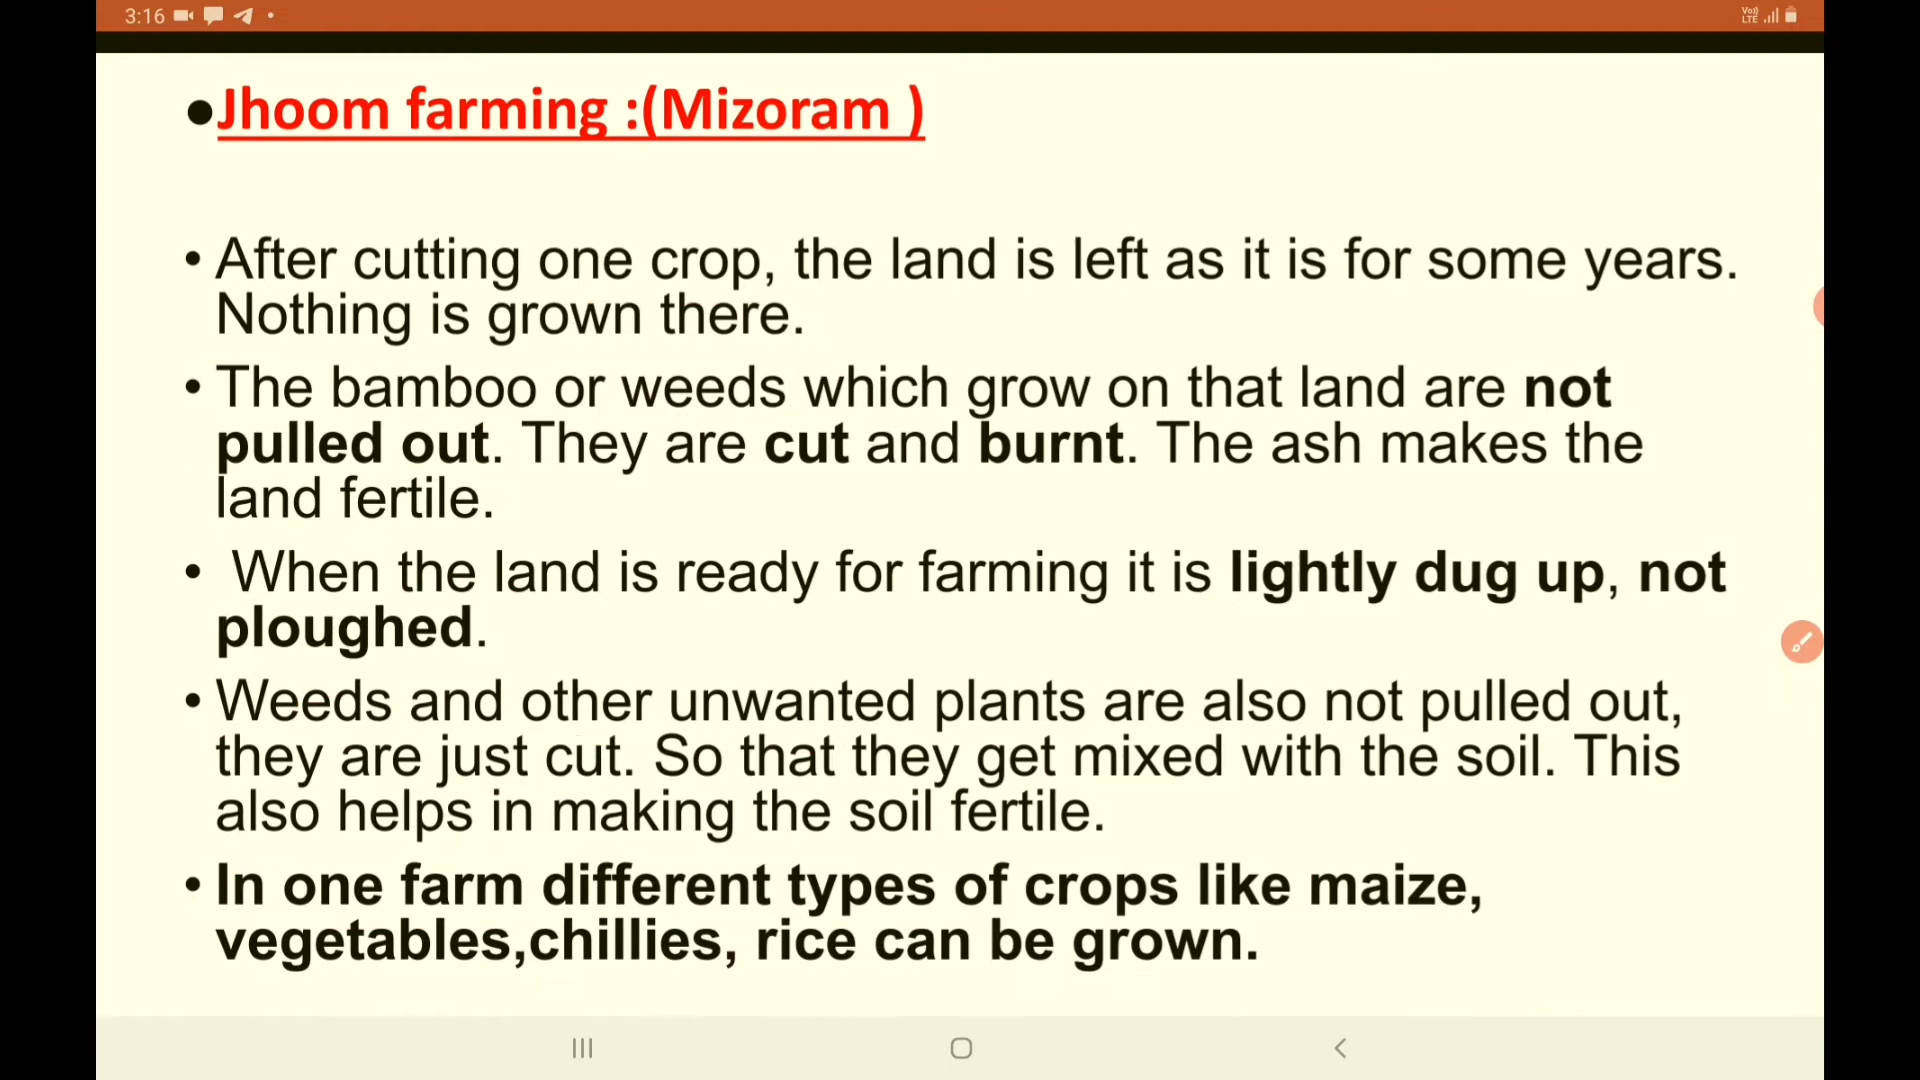 3:16
Vo)) LTE
●Jhoom farming :(Mizoram )
• After cutting one crop, the land is left as it is for some years.
Nothing is grown there.
• The bamboo or weeds which grow on that land are not
pulled out. They are cut and burnt. The ash makes the
land fertile.
• When the land is ready for farming it is lightly dug up, not
ploughed.
• Weeds and other unwanted plants are also not pulled out,
they are just cut. So that they get mixed with the soil. This
also helps in making the soil fertile.
• In one farm different types of crops like maize,
vegetables,chillies, rice can be grown.